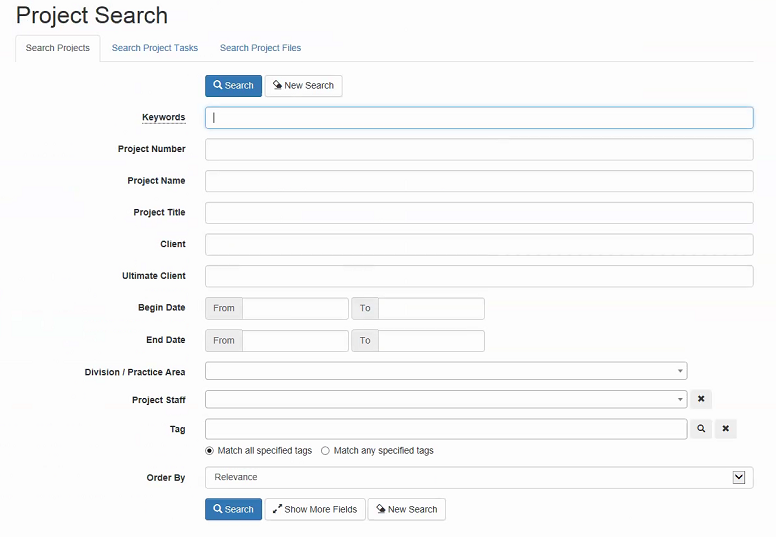 Project Search
Search Projects Search Project Tasks Search Project Files
Search New Search
Keywords
Project Number
Project Name
Project Title
Client
Ultimate Client
Begin Date From To
End Date From To
Division / Practice Area
Project Staff
Tag
Match all specified tags Match any specified tags
Order By Relevance
Search Show More Fields New Search